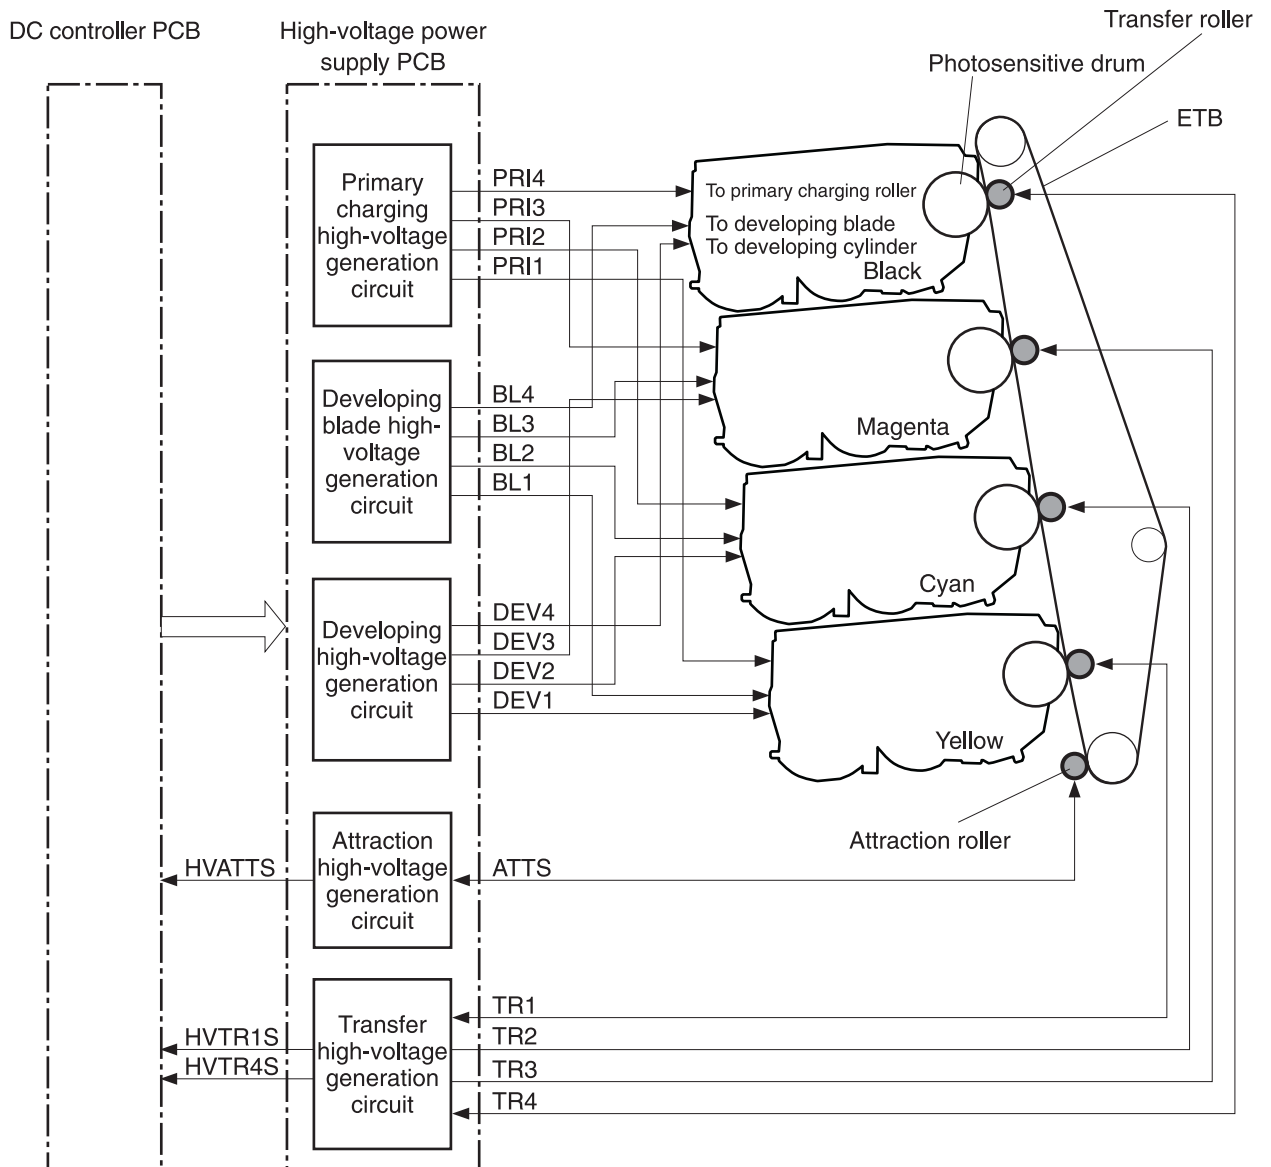 DC controller PCB
High-voltage power
supply PCB
Transfer roller
Photosensitive drum
ETB
Primary
charging
high-voltage
generation
circuit
PRI4
PRI3
PRI2
PRI1
To primary charging roller
To developing blade
To developing cylinder
Black
Developing
blade high-
voltage
generation
circuit
BL4
BL3
BL2
BL1
Magenta
Cyan
Developing
high-voltage
generation
circuit
DEV4
DEV3
DEV2
DEV1
Yellow
Attraction roller
Attraction
high-voltage
generation
circuit
HVATTS
ATTS
Transfer
high-voltage
generation
circuit
HVTR1S
HVTR4S
TR1
TR2
TR3
TR4